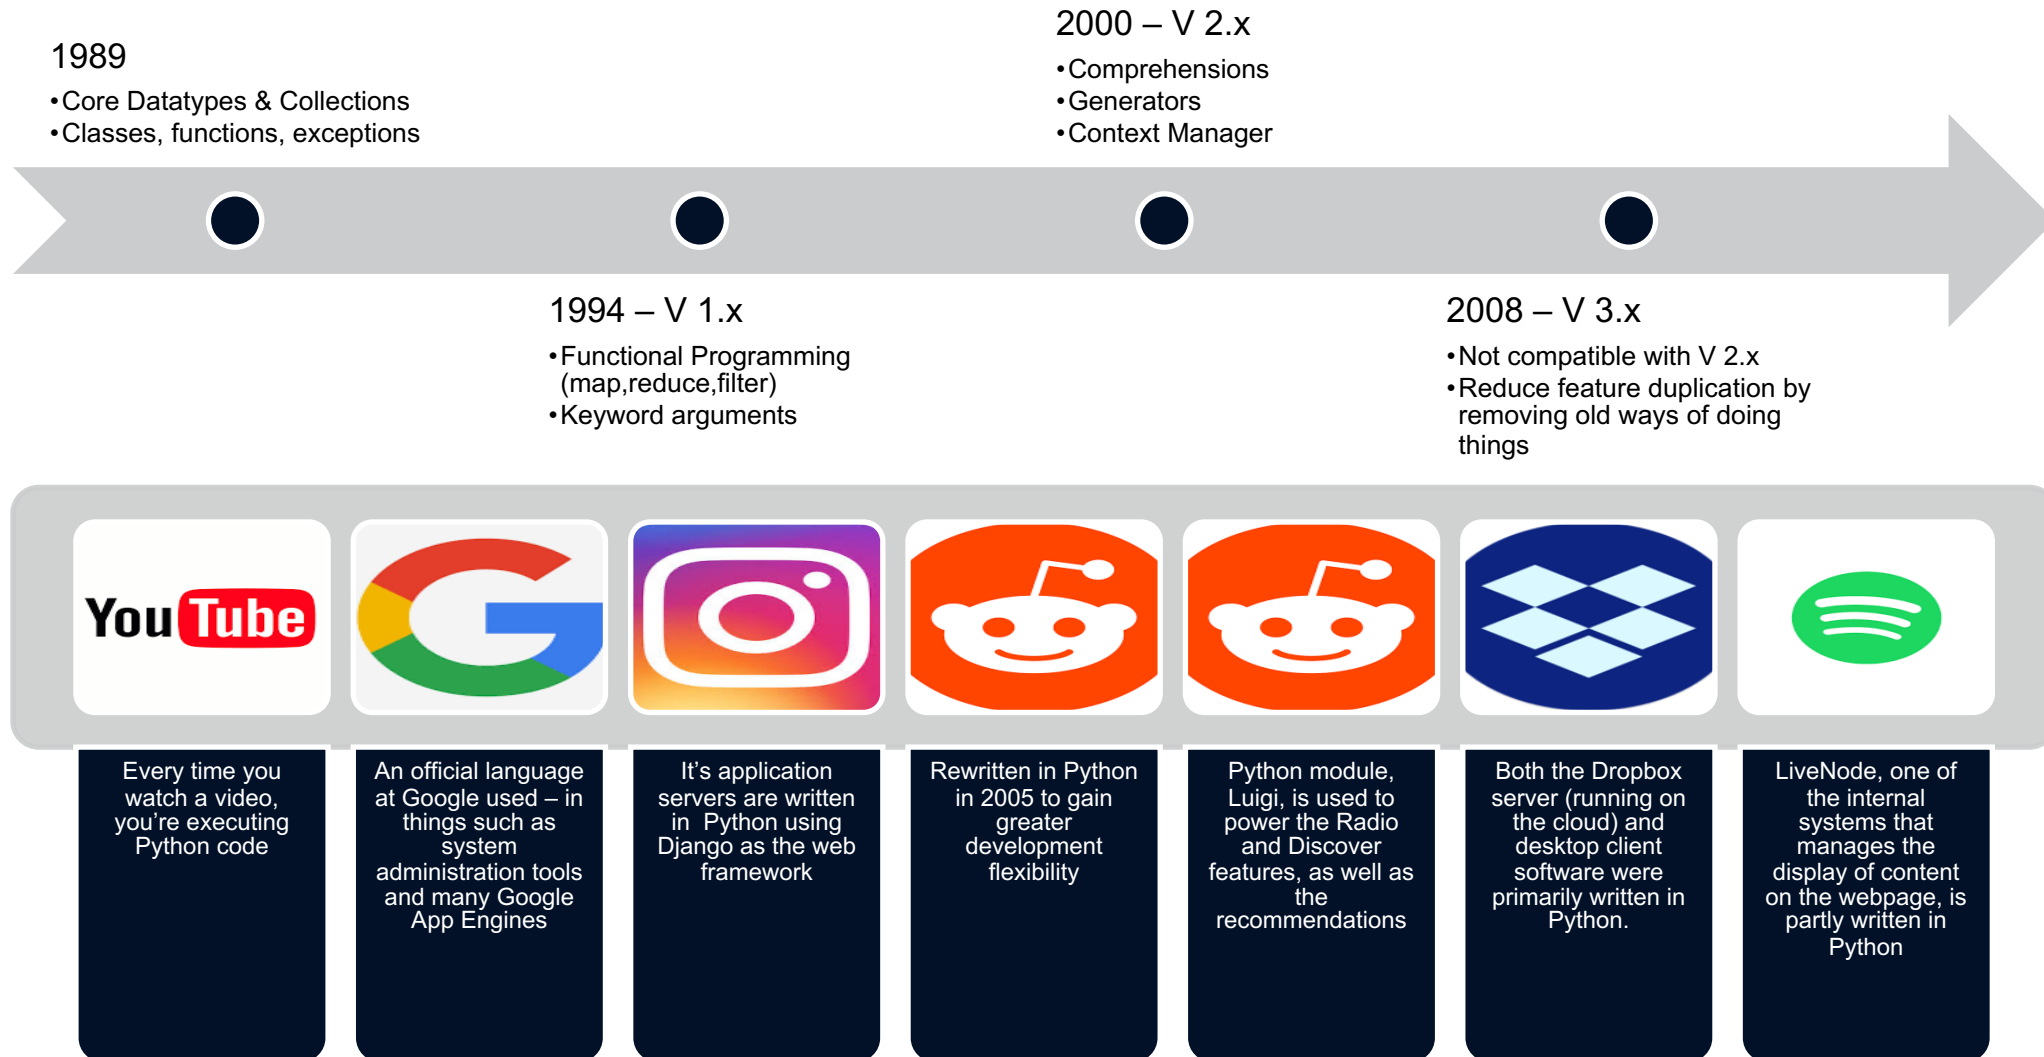 1989
•Core Datatypes & Collections
•Classes, functions, exceptions
2000 – V 2.x
•Comprehensions
•Generators
•Context Manager
1994 – V 1.x
•Functional Programming
(map,reduce,filter)
•Keyword arguments
2008 – V 3.x
•Not compatible with V 2.x
•Reduce feature duplication by
removing old ways of doing
things
YouTube
Every time you
watch a video,
you’re executing
Python code
An official language
at Google used – in
things such as
system
administration tools
and many Google
App Engines
It’s application
servers are written
in  Python using
Django as the web
framework
Rewritten in Python
in 2005 to gain
greater
development
flexibility
Python module,
Luigi, is used to
power the Radio
and Discover
features, as well as
the
recommendations
Both the Dropbox
server (running on
the cloud) and
desktop client
software were
primarily written in
Python.
LiveNode, one of
the internal
systems that
manages the
display of content
on the webpage, is
partly written in
Python